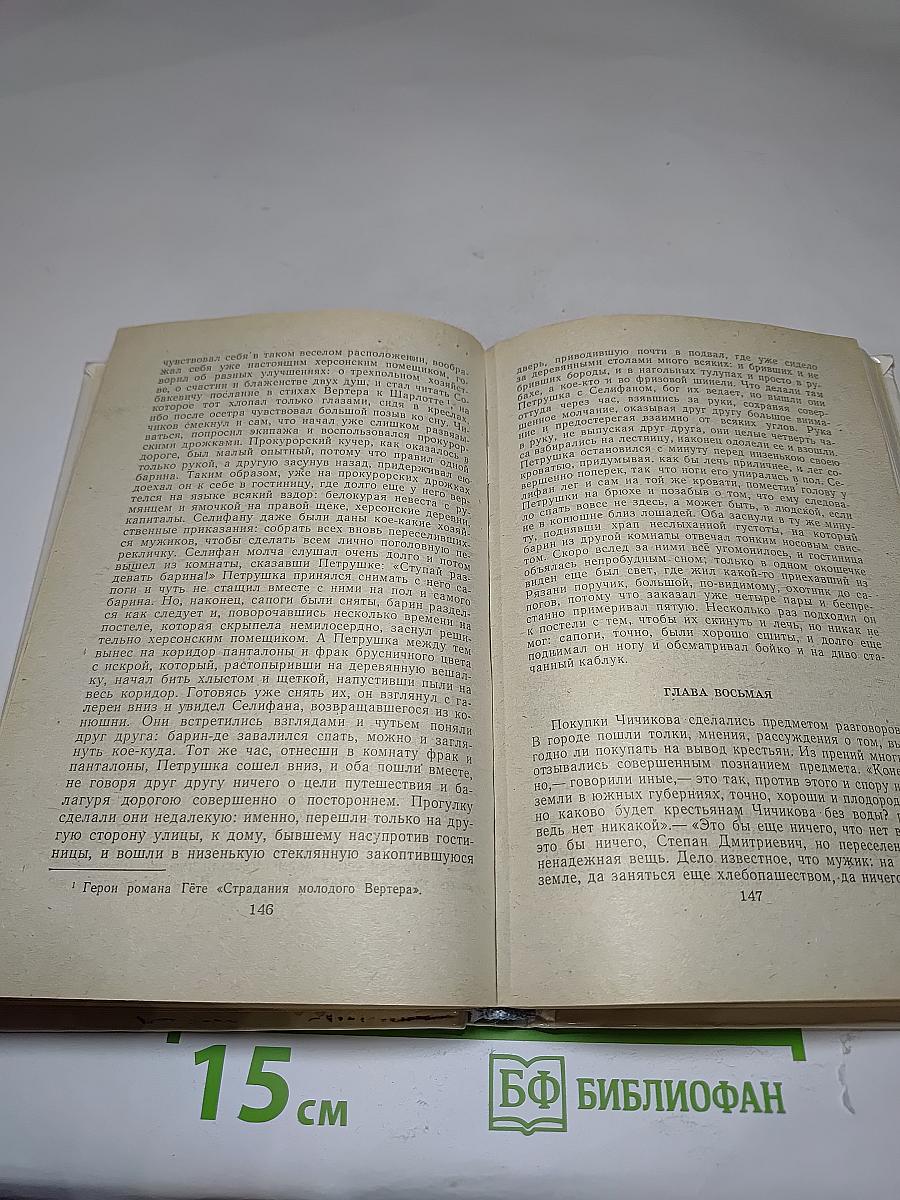 чувствовал себя в таком веселом расположении, вообра-
жал себя уже настоящим херсонским помещиком, го-
ворил об разных улучшениях: о трехпольном хозяйст-
ве, о счастии и блаженстве двух душ, и стал читать Со-
бакевичу послание в стихах Вертера к Шарлотте¹, на
которое тот хлопал только глазами, сидя в креслах,
ибо после осетра чувствовал большой позыв ко сну. Чи-
чиков смекнул и сам, что начал уже слишком развязы-
ваться, попросил экипажа и воспользовался прокурор-
скими дрожками. Прокурорский кучер, как оказалось в
дороге, был малый опытный, потому что правил одной
только рукой, а другую засунув назад, придерживал ею
барина. Таким образом, уже на прокурорских дрожках
доехал он к себе в гостиницу, где долго еще у него вер-
телся на языке всякий вздор: белокурая невеста с ру-
мянцем и ямочкой на правой щеке, херсонские деревни,
капиталы. Селифану даже были даны кое-какие хозяй-
ственные приказания: собрать всех вновь переселивших-
ся мужиков, чтобы сделать всем лично поголовную пе-
рекличку. Селифан молча слушал очень долго и потом
вышел из комнаты, сказавши Петрушке: «Ступай раз-
девать барина!» Петрушка принялся снимать с него са-
поги и чуть не стащил вместе с ними на пол и самого
барина. Но, наконец, сапоги были сняты, барин раздел-
ся как следует и, поворочавшись несколько времени на
постеле, которая скрыпела немилосердно, заснул реши-
тельно херсонским помещиком. А Петрушка между тем
вынес на коридор панталоны и фрак брусничного цвета
с искрой, который, растопыривши на деревянную вешал-
ку, начал бить хлыстом и щеткой, напустивши пыли на
весь коридор. Готовясь уже снять их, он взглянул с га-
лереи вниз и увидел Селифана, возвращавшегося из ко-
нюшни. Они встретились взглядами и чутьем поняли
друг друга: барин-де завалился спать, можно и загля-
нуть кое-куда. Тот же час, отнесши в комнату фрак и
панталоны, Петрушка сошел вниз, и оба пошли вместе,
не говоря друг другу ничего о цели путешествия и ба-
лагуря дорогою совершенно о постороннем. Прогулку
сделали они недалекую: именно, перешли только на дру-
гую сторону улицы, к дому, бывшему насупротив гости-
ницы, и вошли в низенькую стеклянную закоптившуюся
¹ Герои романа Гёте «Страдания молодого Вертера».
146
дверь, приводившую почти в подвал, где уже сидело
за деревянными столами много всяких: и бривших и не
бривших бороды, и в нагольных тулупах и просто в ру-
бахе, а кое-кто и во фризовой шинели. Что делали там
Петрушка с Селифаном, бог их ведает, но вышли они
оттуда через час, взявшись за руки, сохраняя совер-
шенное молчание, оказывая друг другу большое внима-
ние и предостерегая взаимно от всяких углов. Рука
в руку, не выпуская друг друга, они целые четверть ча-
са взбирались на лестницу, наконец одолели ее и взошли.
Петрушка остановился с минуту перед низенькою своею
кроватью, придумывая, как бы лечь приличнее, и лег со-
вершенно поперек, так что ноги его упирались в пол. Се-
лифан лег и сам на той же кровати, поместив голову у
Петрушки на брюхе и позабыв о том, что ему следова-
ло спать вовсе не здесь, а может быть, в людской, если
не в конюшне близ лошадей. Оба заснули в ту же мину-
ту, поднявши храп неслыханной густоты, на который
барин из другой комнаты отвечал тонким носовым свис-
том. Скоро вслед за ними всё угомонилось, и гостиница
объялась непробудным сном; только в одном окошечке
виден еще был свет, где жил какой-то приехавший из
Рязани поручик, большой, по-видимому, охотник до са-
погов, потому что заказал уже четыре пары и беспре-
станно примеривал пятую. Несколько раз подходил он
к постели с тем, чтобы их скинуть и лечь, но никак не
мог: сапоги, точно, были хорошо сшиты, и долго еще
поднимал он ногу и обсматривал бойко и на диво ста-
чанный каблук.
ГЛАВА ВОСЬМАЯ
Покупки Чичикова сделались предметом разговоров
В городе пошли толки, мнения, рассуждения о том, вы
годно ли покупать на вывод крестьян. Из прений многи
отзывались совершенным познанием предмета. «Коне
но,— говорили иные,— это так, против этого и спору н
земли в южных губерниях, точно, хороши и плодород
но каково будет крестьянам Чичикова без воды?
ведь нет никакой».— «Это бы еще ничего, что нет в
это бы ничего, Степан Дмитриевич, но переселен
ненадежная вещь. Дело известное, что мужик: на
земле, да заняться еще хлебопашеством, да ничего
147
15 см
БФ БИБЛИОФАН